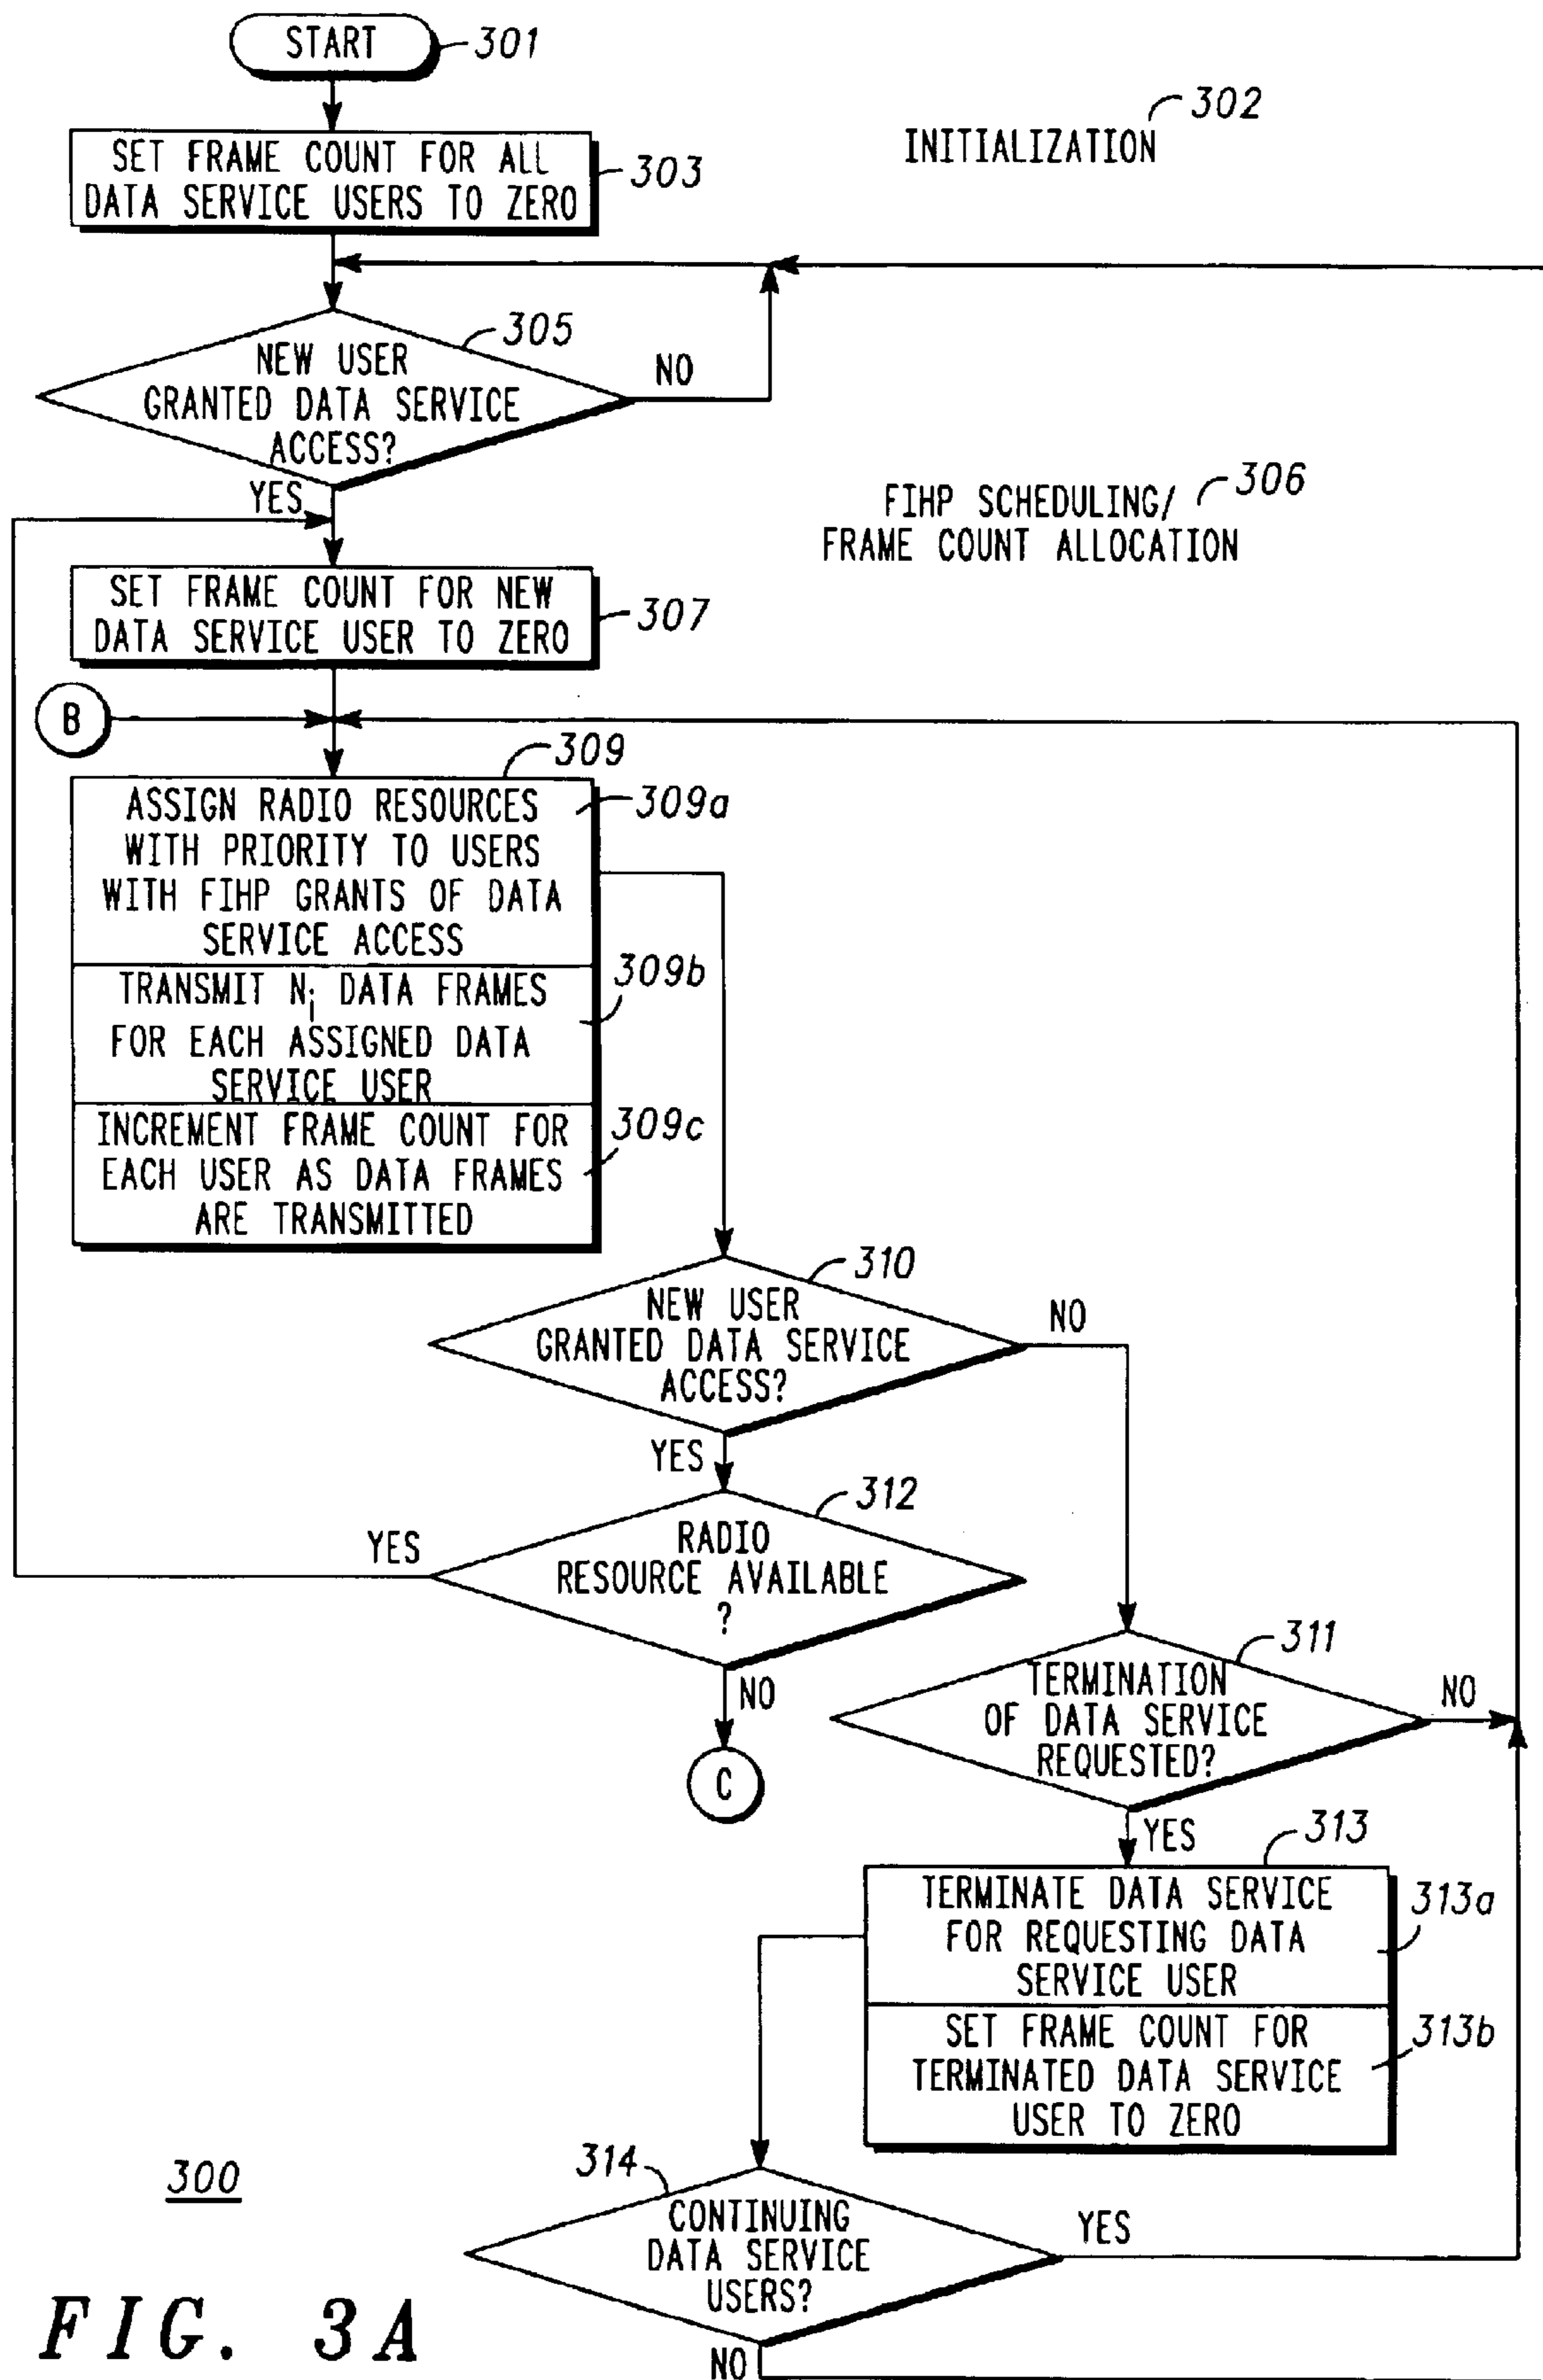 START
301
302
INITIALIZATION
SET FRAME COUNT FOR ALL
DATA SERVICE USERS TO ZERO
303
305
NEW USER
GRANTED DATA SERVICE
ACCESS?
NO
YES
FIHP SCHEDULING/
FRAME COUNT ALLOCATION
306
SET FRAME COUNT FOR NEW
DATA SERVICE USER TO ZERO
307
B
309
ASSIGN RADIO RESOURCES
WITH PRIORITY TO USERS
WITH FIHP GRANTS OF DATA
SERVICE ACCESS
309a
TRANSMIT Ni DATA FRAMES
FOR EACH ASSIGNED DATA
SERVICE USER
309b
INCREMENT FRAME COUNT FOR
EACH USER AS DATA FRAMES
ARE TRANSMITTED
309c
310
NEW USER
GRANTED DATA SERVICE
ACCESS?
NO
YES
312
RADIO
RESOURCE AVAILABLE
?
YES
NO
C
311
TERMINATION
OF DATA SERVICE
REQUESTED?
NO
YES
313
TERMINATE DATA SERVICE
FOR REQUESTING DATA
SERVICE USER
313a
SET FRAME COUNT FOR
TERMINATED DATA SERVICE
USER TO ZERO
313b
314
CONTINUING
DATA SERVICE
USERS?
YES
NO
300
FIG. 3A